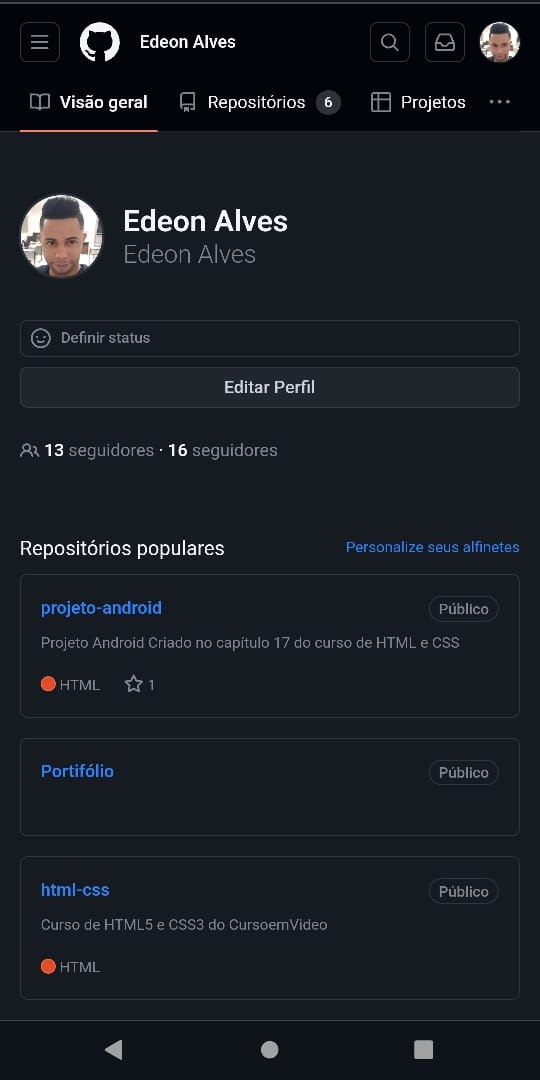 Edeon Alves
Visão geral Repositórios 6 Projetos
Edeon Alves
Edeon Alves
Definir status
Editar Perfil
13 seguidores · 16 seguidores
Repositórios populares Personalize seus alfinetes
projeto-android Público
Projeto Android Criado no capítulo 17 do curso de HTML e CSS
HTML 1
Portifólio Público
html-css Público
Curso de HTML5 e CSS3 do CursoemVideo
HTML